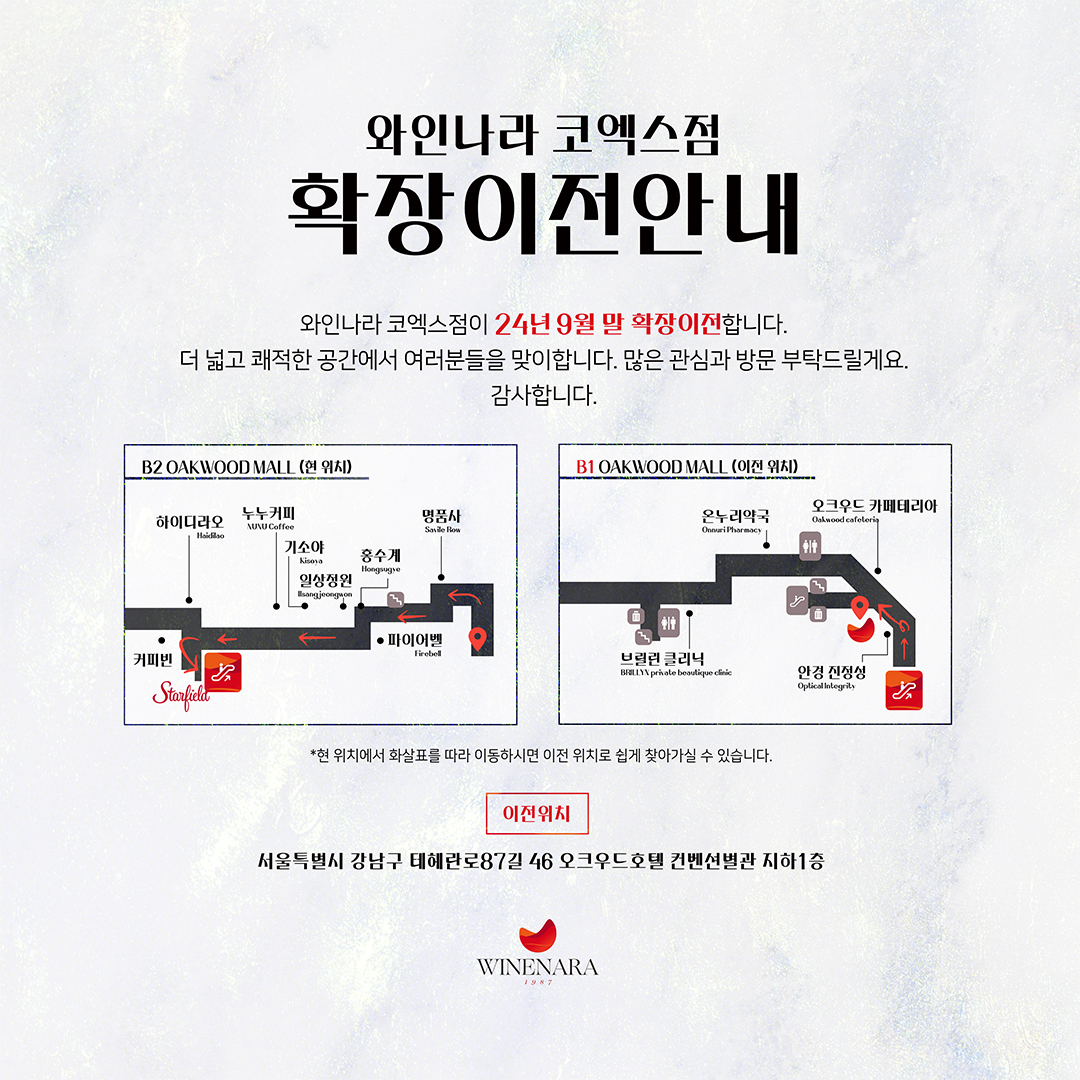 와인나라 코엑스점
확장이전안내
와인나라 코엑스점이 24년 9월 말 확장이전합니다.
더 넓고 쾌적한 공간에서 여러분들을 맞이합니다. 많은 관심과 방문 부탁드릴게요.
감사합니다.
B2 OAKWOOD MALL (현 위치)
하이디라오
Haidilao
누누커피
NUNU Coffee
기소야
Kisoya
일상정원
Ilsangjeongwon
홍수계
Hongsugye
명품사
Savile Row
파이어벨
Firebell
커피빈
Starfield
B1 OAKWOOD MALL (이전 위치)
온누리약국
Onnuri Pharmacy
오크우드 카페테리아
Oakwood cafeteria
브릴린 클리닉
BRILLYN private beautique clinic
안경 진정성
Optical Integrity
*현 위치에서 화살표를 따라 이동하시면 이전 위치로 쉽게 찾아가실 수 있습니다.
이전위치
서울특별시 강남구 테헤란로87길 46 오크우드호텔 컨벤션별관 지하1층
WINENARA
1987